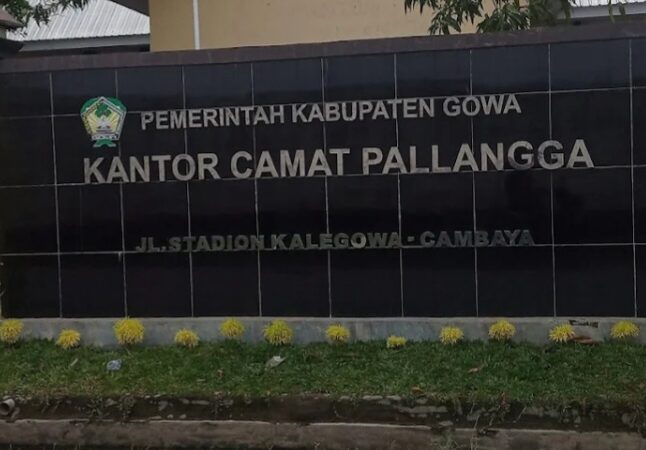 PEMERINTAH KABUPATEN GOWA
KANTOR CAMAT PALLANGGA
JL.STADION KALEGOWA - CAMBAYA